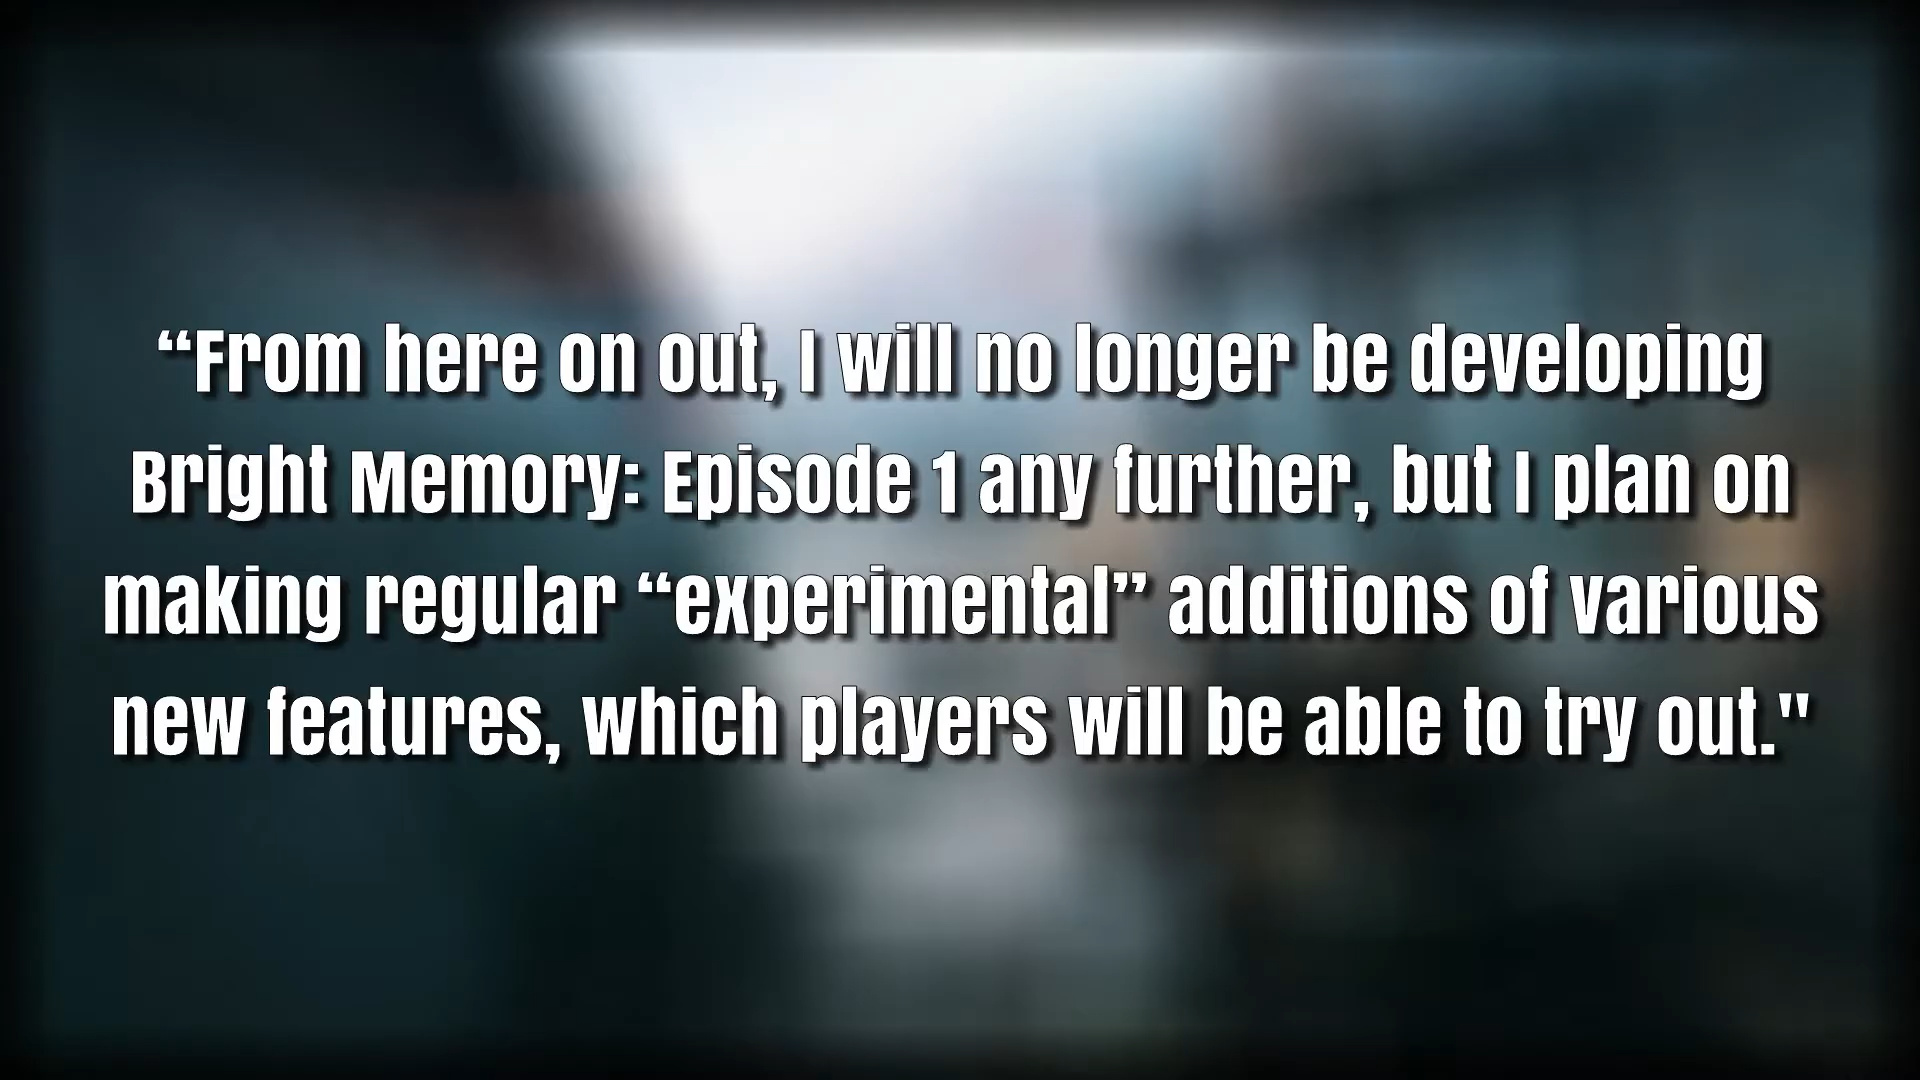 “From here on out, I will no longer be developing
Bright Memory: Episode 1 any further, but I plan on
making regular “experimental” additions of various
new features, which players will be able to try out."